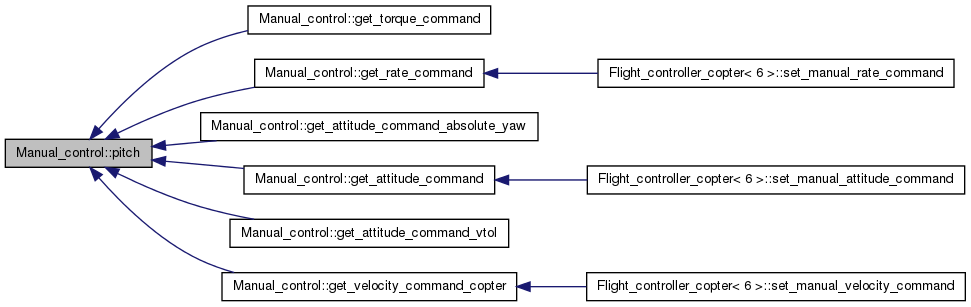 Manual_control::get_torque_command
Manual_control::get_rate_command
Flight_controller_copter< 6 >::set_manual_rate_command
Manual_control::get_attitude_command_absolute_yaw
Manual_control::pitch
Manual_control::get_attitude_command
Flight_controller_copter< 6 >::set_manual_attitude_command
Manual_control::get_attitude_command_vtol
Manual_control::get_velocity_command_copter
Flight_controller_copter< 6 >::set_manual_velocity_command